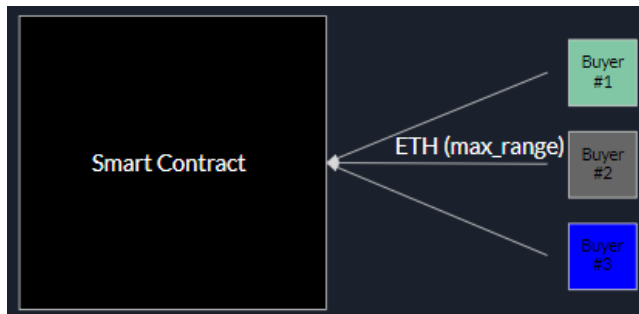 Buyer
#1
ETH (max_range)
Smart Contract
Buyer
#2
Buyer
#3